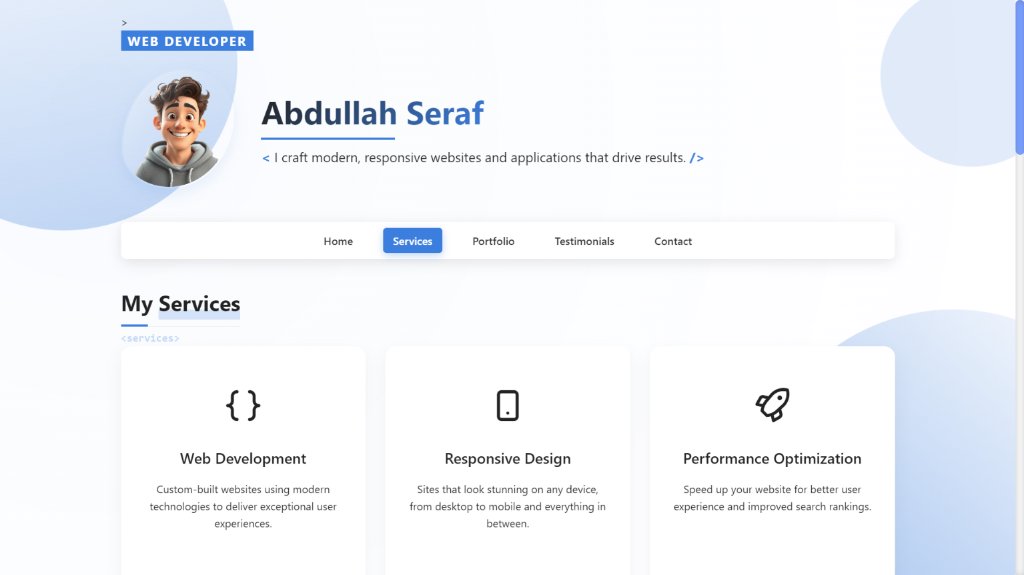 >
WEB DEVELOPER
Abdullah Seraf
< I craft modern, responsive websites and applications that drive results. />
Home Services Portfolio Testimonials Contact
My Services
<services>
{ }
Web Development
Custom-built websites using modern
technologies to deliver exceptional user
experiences.
Responsive Design
Sites that look stunning on any device,
from desktop to mobile and everything in
between.
Performance Optimization
Speed up your website for better user
experience and improved search rankings.